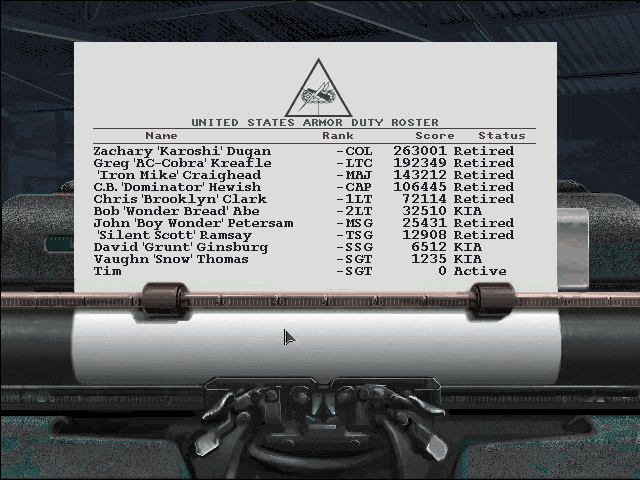 UNITED STATES ARMOR DUTY ROSTER
Name Rank Score Status
Zachary 'Karoshi' Dugan -COL 263001 Retired
Greg 'AC-Cobra' Kreafle -LTC 192349 Retired
'Iron Mike' Craighead -MAJ 143212 Retired
C.B. 'Dominator' Hewish -CAP 106445 Retired
Chris 'Brooklyn' Clark -1LT 72114 Retired
Bob 'Wonder Bread' Abe -2LT 32510 KIA
John 'Boy Wonder' Petersam -MSG 25431 Retired
'Silent Scott' Ramsay -TSG 12908 Retired
David 'Grunt' Ginsburg -SSG 6512 KIA
Vaughn 'Snow' Thomas -SGT 1235 KIA
Tim -SGT 0 Active